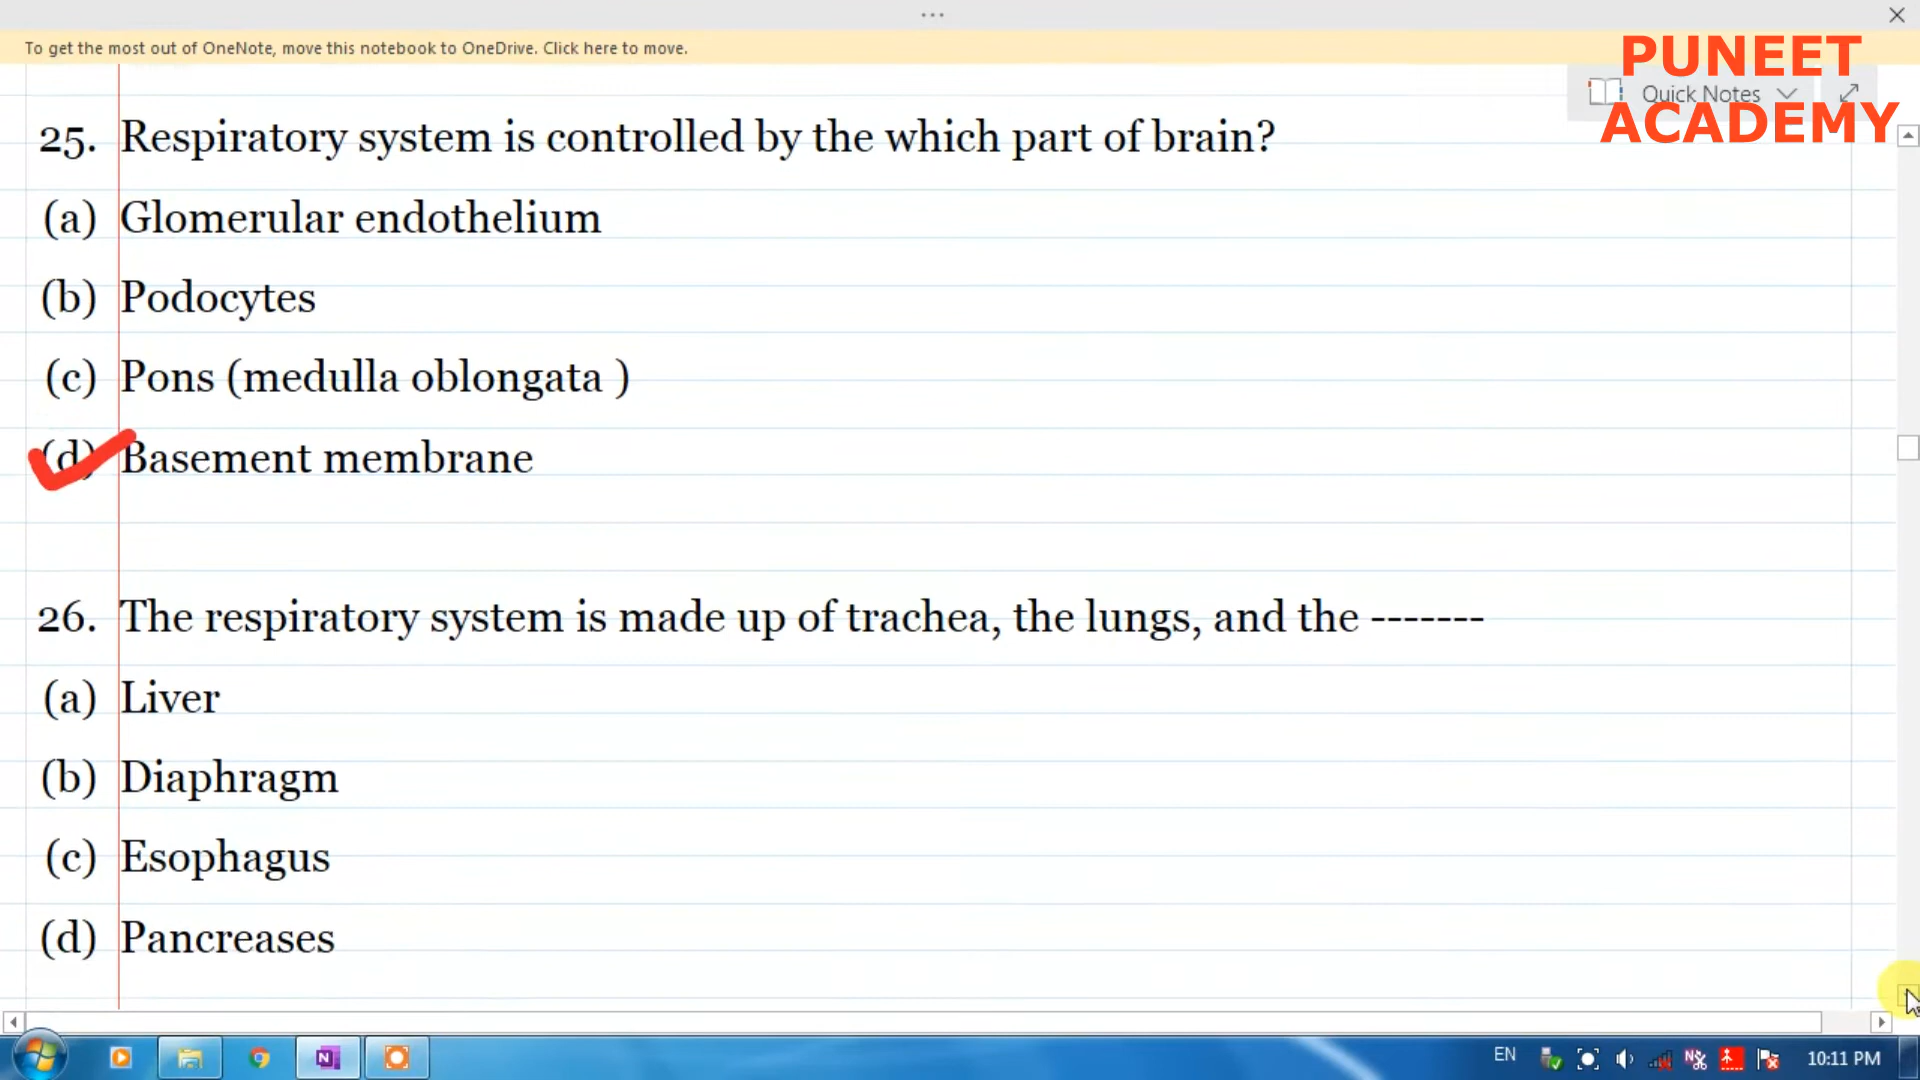 To get the most out of OneNote, move this notebook to OneDrive. Click here to move.
PUNEET
Quick Notes
ACADEMY
25. Respiratory system is controlled by the which part of brain?
(a) Glomerular endothelium
(b) Podocytes
(c) Pons (medulla oblongata )
(d) Basement membrane
26. The respiratory system is made up of trachea, the lungs, and the -------
(a) Liver
(b) Diaphragm
(c) Esophagus
(d) Pancreases
EN
10:11 PM